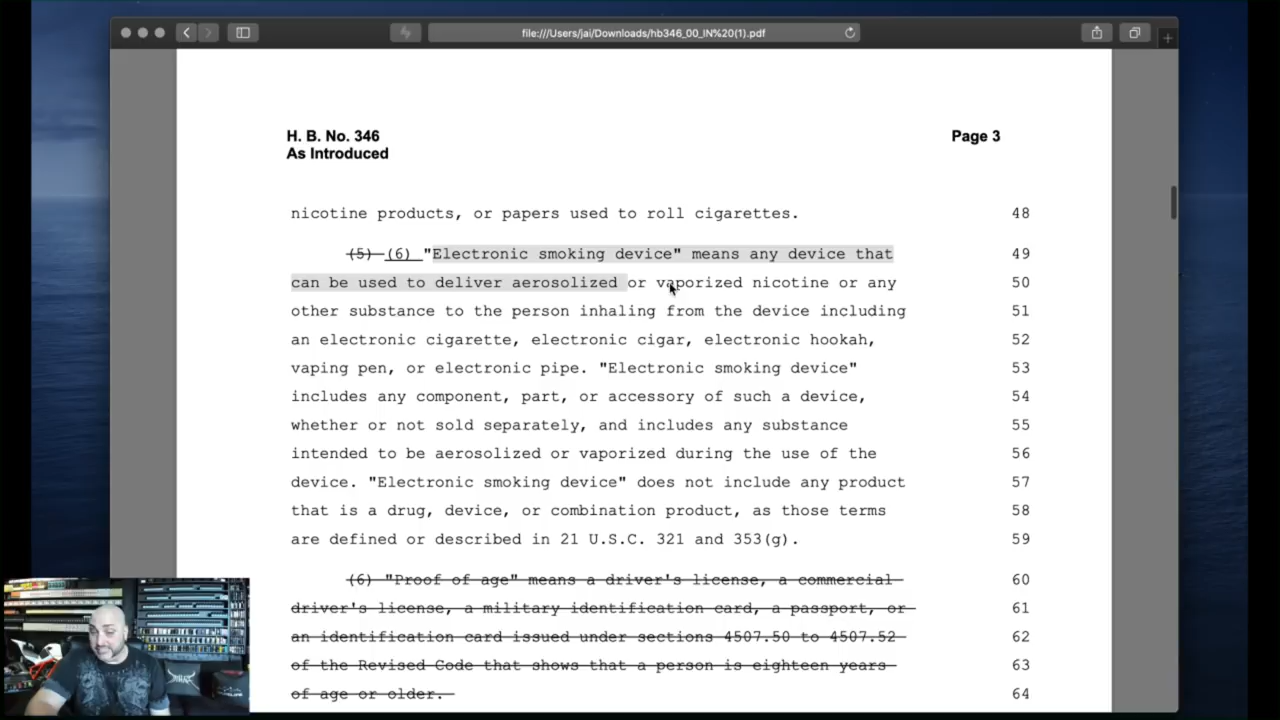 file:///Users/jai/Downloads/hb346_00_IN%20(1).pdf
H. B. No. 346
Page 3
As Introduced
nicotine products, or papers used to roll cigarettes. 48
(5) (6) "Electronic smoking device" means any device that 49
can be used to deliver aerosolized or vaporized nicotine or any 50
other substance to the person inhaling from the device including 51
an electronic cigarette, electronic cigar, electronic hookah, 52
vaping pen, or electronic pipe. "Electronic smoking device" 53
includes any component, part, or accessory of such a device, 54
whether or not sold separately, and includes any substance 55
intended to be aerosolized or vaporized during the use of the 56
device. "Electronic smoking device" does not include any product 57
that is a drug, device, or combination product, as those terms 58
are defined or described in 21 U.S.C. 321 and 353(g). 59
(6) "Proof of age" means a driver's license, a commercial 60
driver's license, a military identification card, a passport, or 61
an identification card issued under sections 4507.50 to 4507.52 62
of the Revised Code that shows that a person is eighteen years 63
of age or older. 64